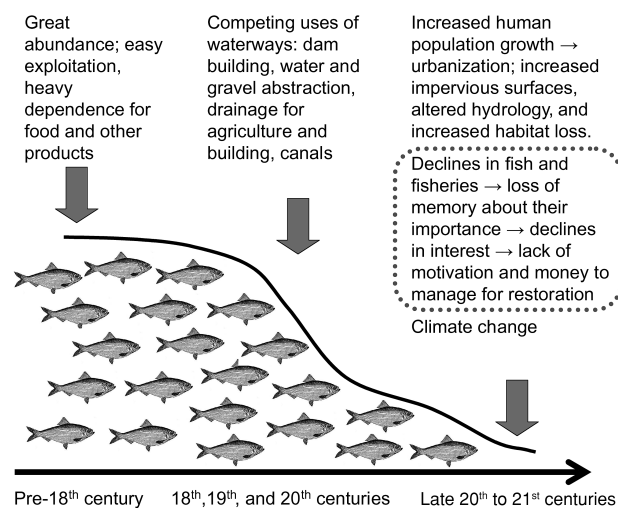 Great
abundance; easy
exploitation,
heavy
dependence for
food and other
products
Competing uses of
waterways: dam
building, water and
gravel abstraction,
drainage for
agriculture and
building, canals
Increased human
population growth →
urbanization; increased
impervious surfaces,
altered hydrology, and
increased habitat loss.
Declines in fish and
fisheries → loss of
memory about their
importance → declines
in interest → lack of
motivation and money to
manage for restoration
Climate change
Pre-18th century
18th,19th, and 20th centuries
Late 20th to 21st centuries